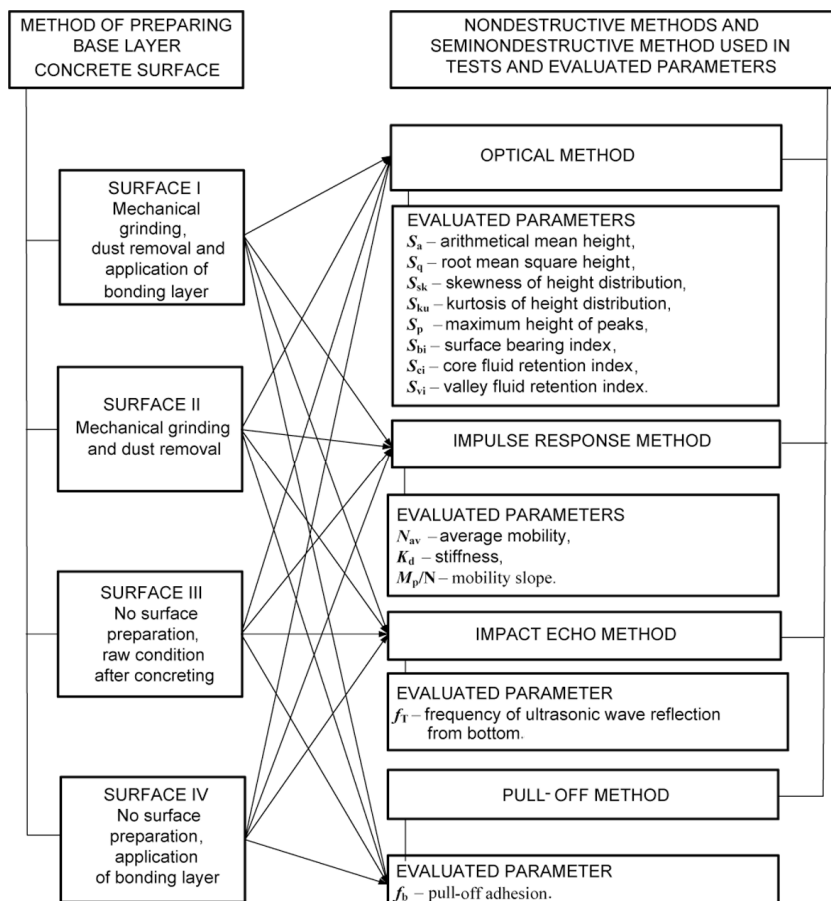 METHOD OF PREPARING
BASE LAYER
CONCRETE SURFACE
NONDESTRUCTIVE METHODS AND
SEMINONDESTRUCTIVE METHOD USED IN
TESTS AND EVALUATED PARAMETERS
SURFACE I
Mechanical
grinding,
dust removal and
application of
bonding layer
SURFACE II
Mechanical grinding
and dust removal
SURFACE III
No surface
preparation,
raw condition
after concreting
SURFACE IV
No surface
preparation,
application
of bonding layer
OPTICAL METHOD
EVALUATED PARAMETERS
Sa – arithmetical mean height,
Sq – root mean square height,
Ssk – skewness of height distribution,
Sku – kurtosis of height distribution,
Sp – maximum height of peaks,
Sbi – surface bearing index,
Sci – core fluid retention index,
Svi – valley fluid retention index.
IMPULSE RESPONSE METHOD
EVALUATED PARAMETERS
Nav – average mobility,
Kd – stiffness,
Mp/N – mobility slope.
IMPACT ECHO METHOD
EVALUATED PARAMETER
fT – frequency of ultrasonic wave reflection
from bottom.
PULL- OFF METHOD
EVALUATED PARAMETER
fb – pull-off adhesion.